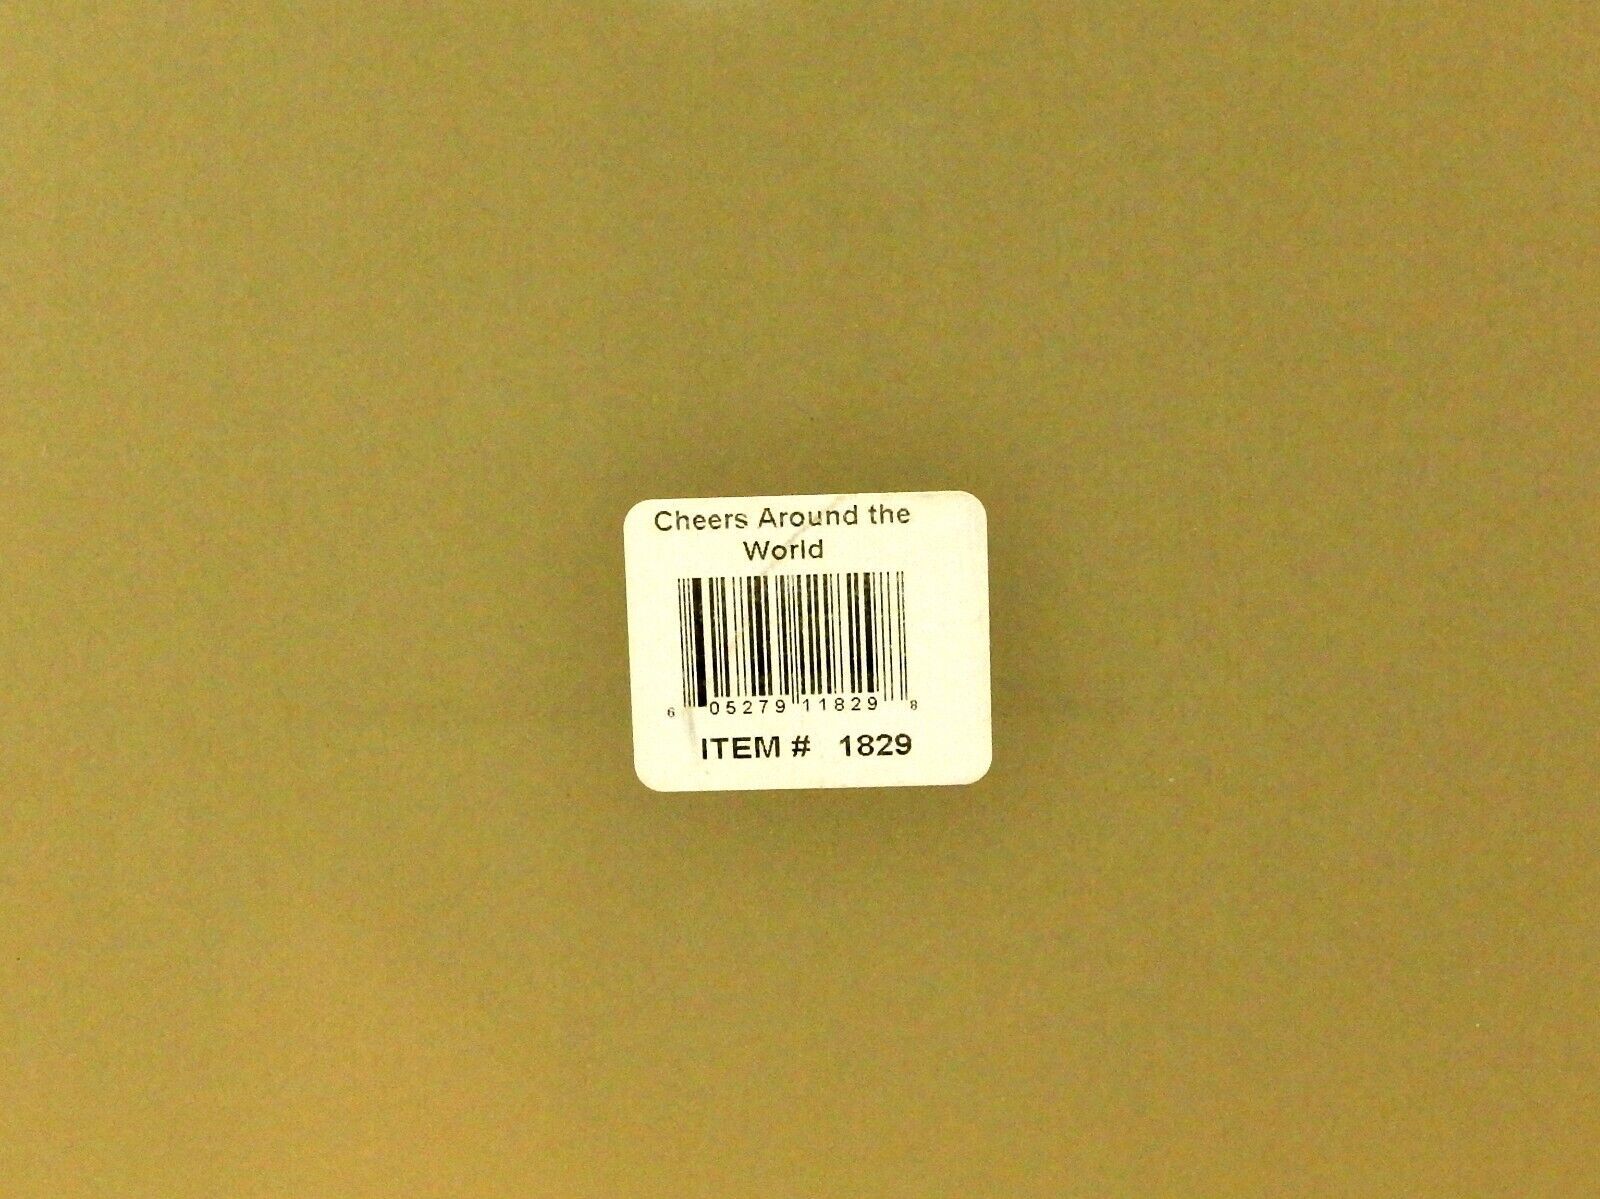 Cheers Around the
World
6 05279 11829 8
ITEM # 1829